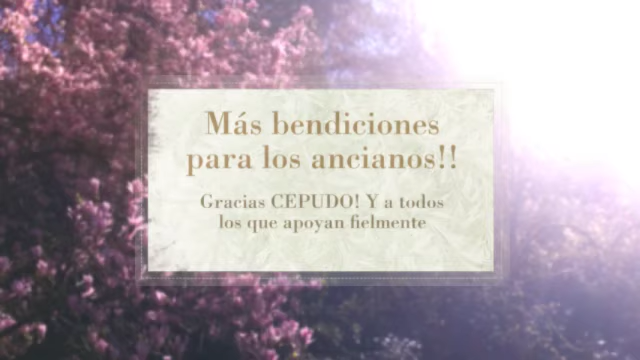 Más bendiciones
para los ancianos!!
Gracias CEPUDO! Y a todos
los que apoyan fielmente